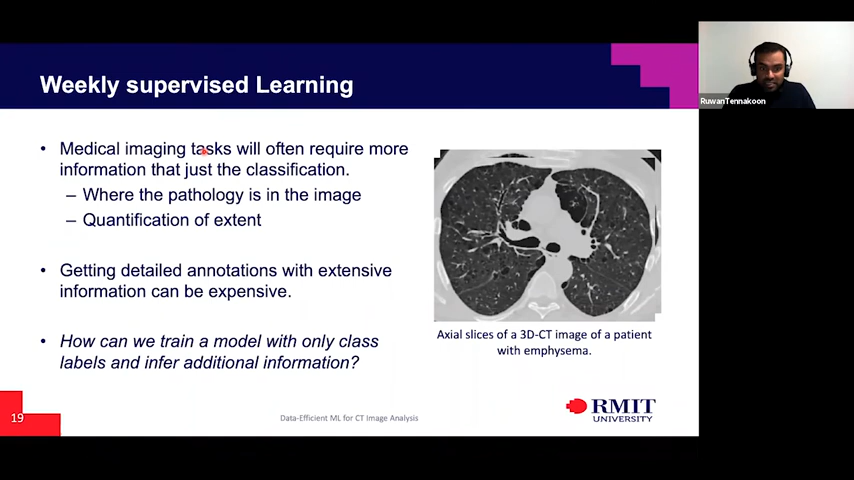 Weekly supervised Learning
RuwanTennakoon
• Medical imaging tasks will often require more
information that just the classification.
– Where the pathology is in the image
– Quantification of extent
• Getting detailed annotations with extensive
information can be expensive.
• How can we train a model with only class
labels and infer additional information?
Axial slices of a 3D-CT image of a patient
with emphysema.
19
Data-Efficient ML for CT Image Analysis
RMIT
UNIVERSITY